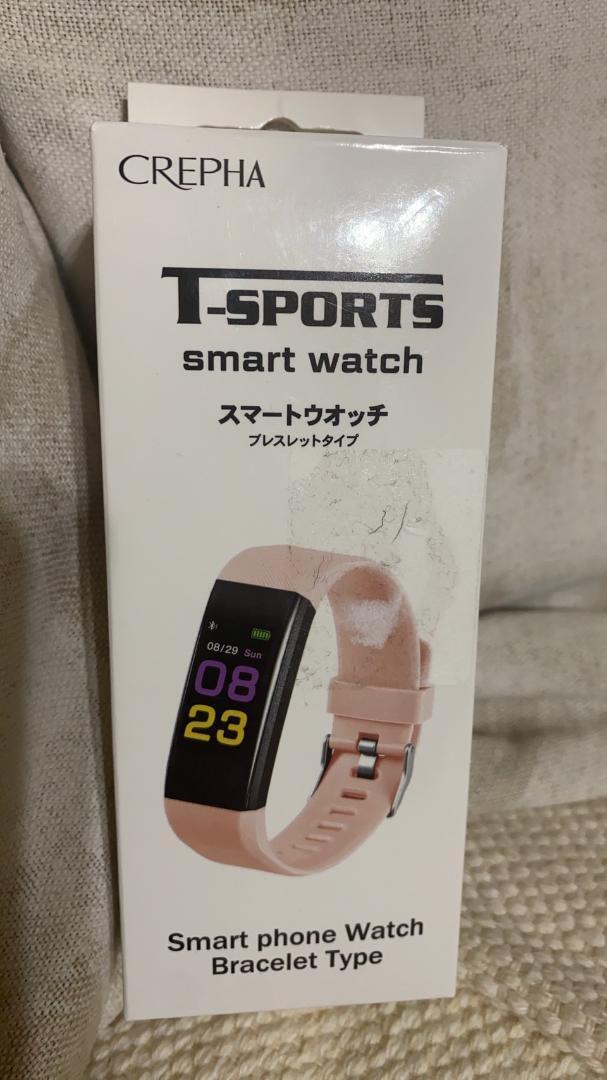 CREPHA
T-SPORTS
smart watch
スマートウオッチ
ブレスレットタイプ
08/29 Sun
08
23
Smart phone Watch
Bracelet Type